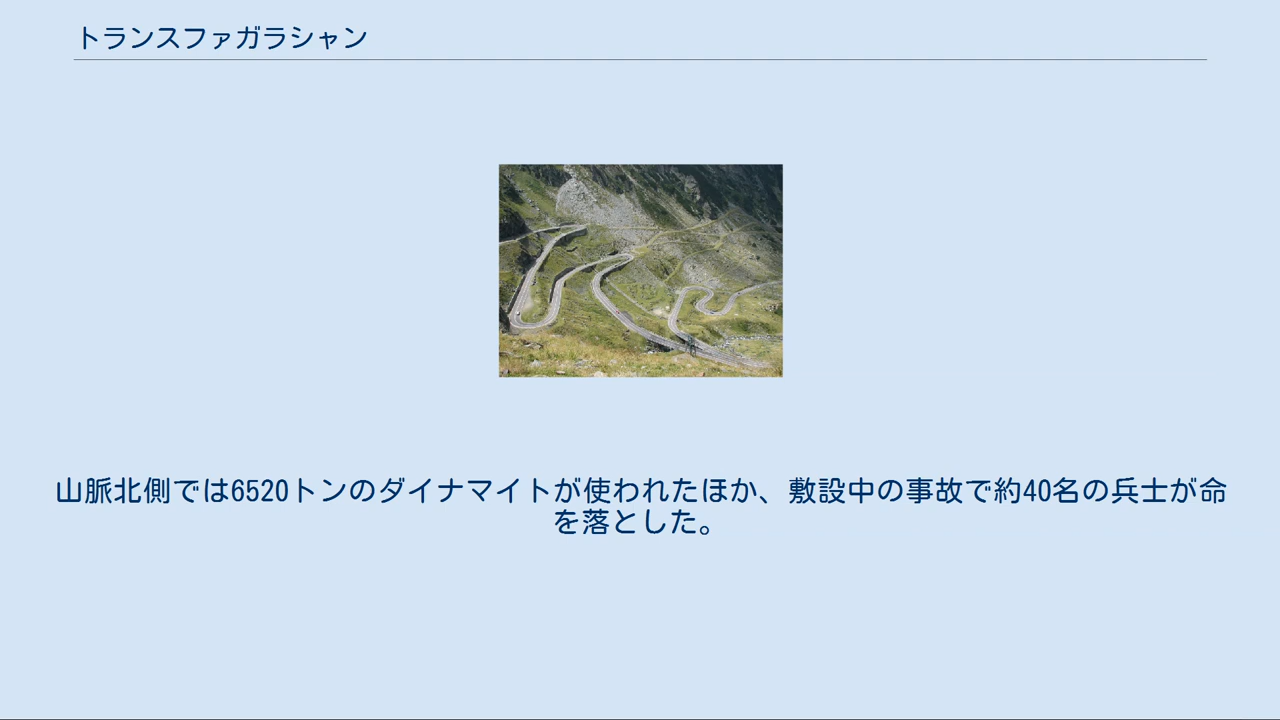 トランスファガラシャン
山脈北側では6520トンのダイナマイトが使われたほか、敷設中の事故で約40名の兵士が命
を落とした。